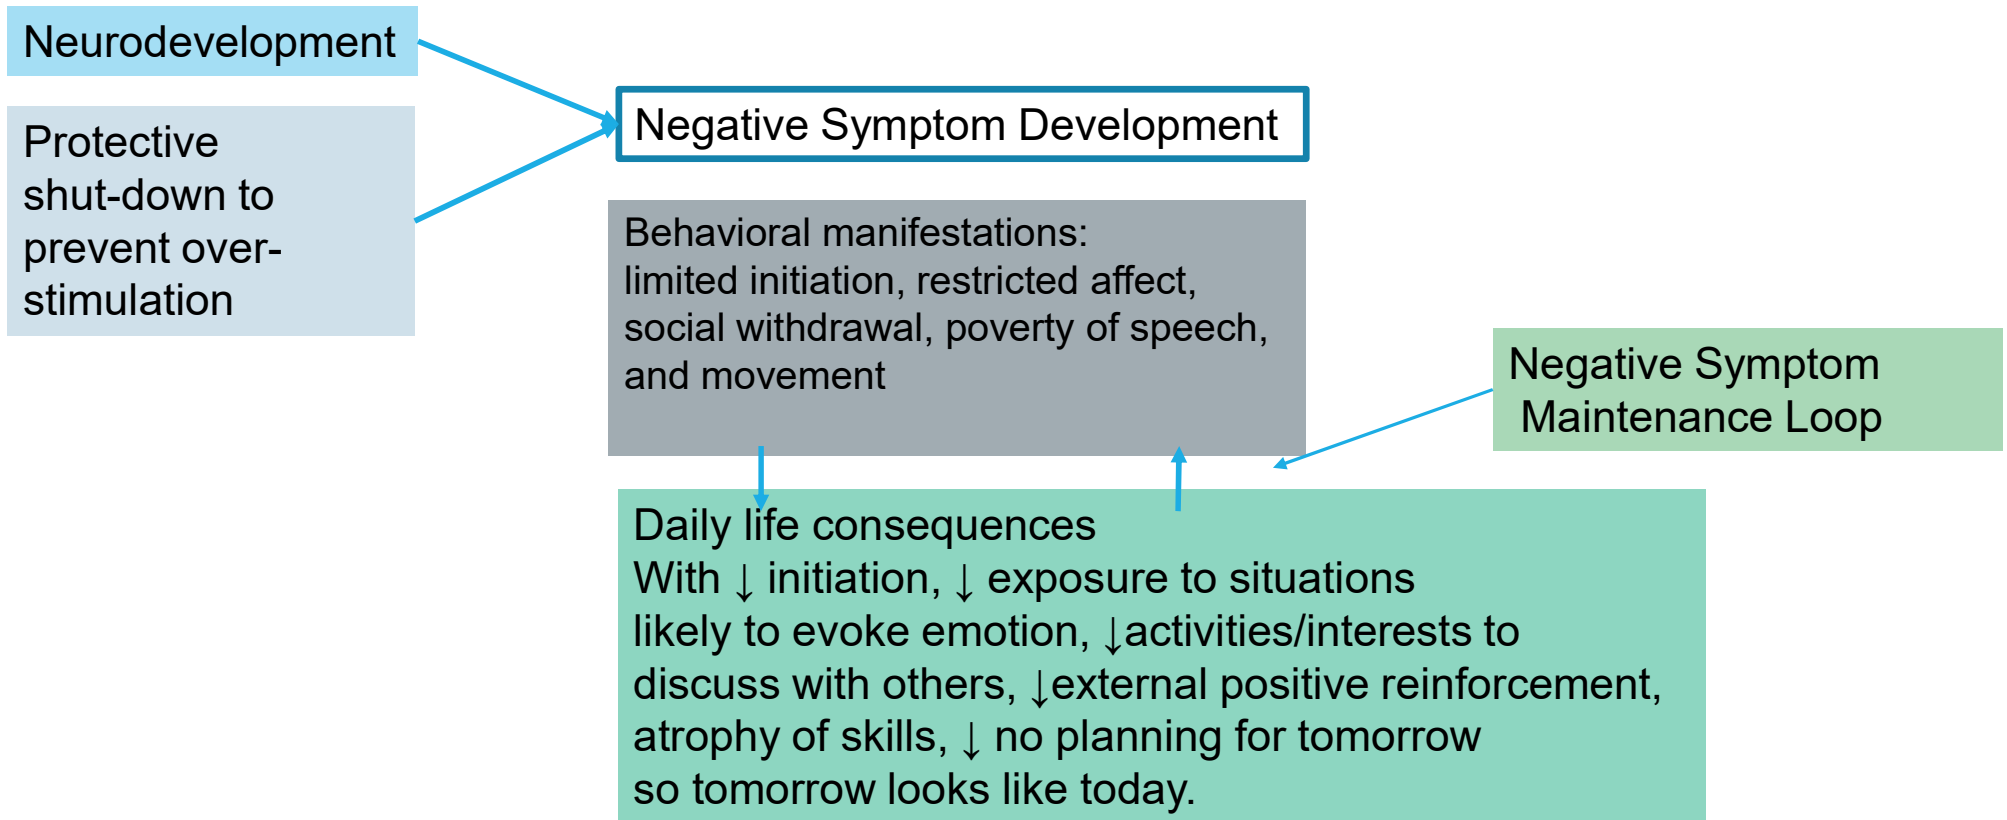 Neurodevelopment
Protective
shut-down to
prevent over-
stimulation
Negative Symptom Development
Behavioral manifestations:
limited initiation, restricted affect,
social withdrawal, poverty of speech,
and movement
Negative Symptom
Maintenance Loop
Daily life consequences
With ↓ initiation, ↓ exposure to situations
likely to evoke emotion, ↓activities/interests to
discuss with others, ↓external positive reinforcement,
atrophy of skills, ↓ no planning for tomorrow
so tomorrow looks like today.